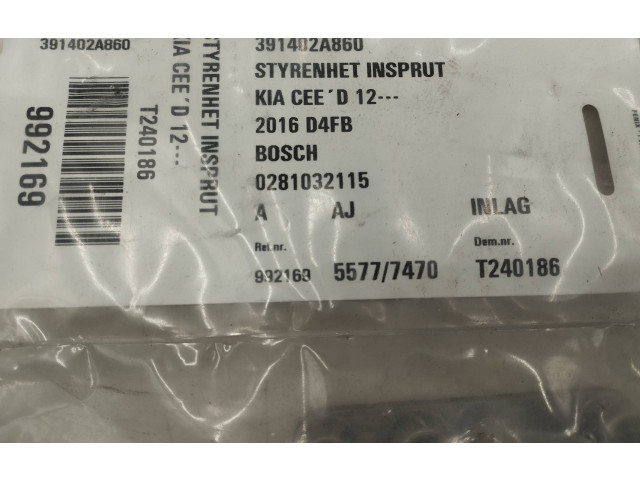 391402A860
992169
T240186
KIA CEE´D 12---
STYRENHET INSPRUT
391402A860
STYRENHET INSPRUT
KIA CEE´D 12---
2016 D4FB
BOSCH
0281032115
A AJ INLAG
Rel.nr. Dem.nr.
992169 5577/7470 T240186